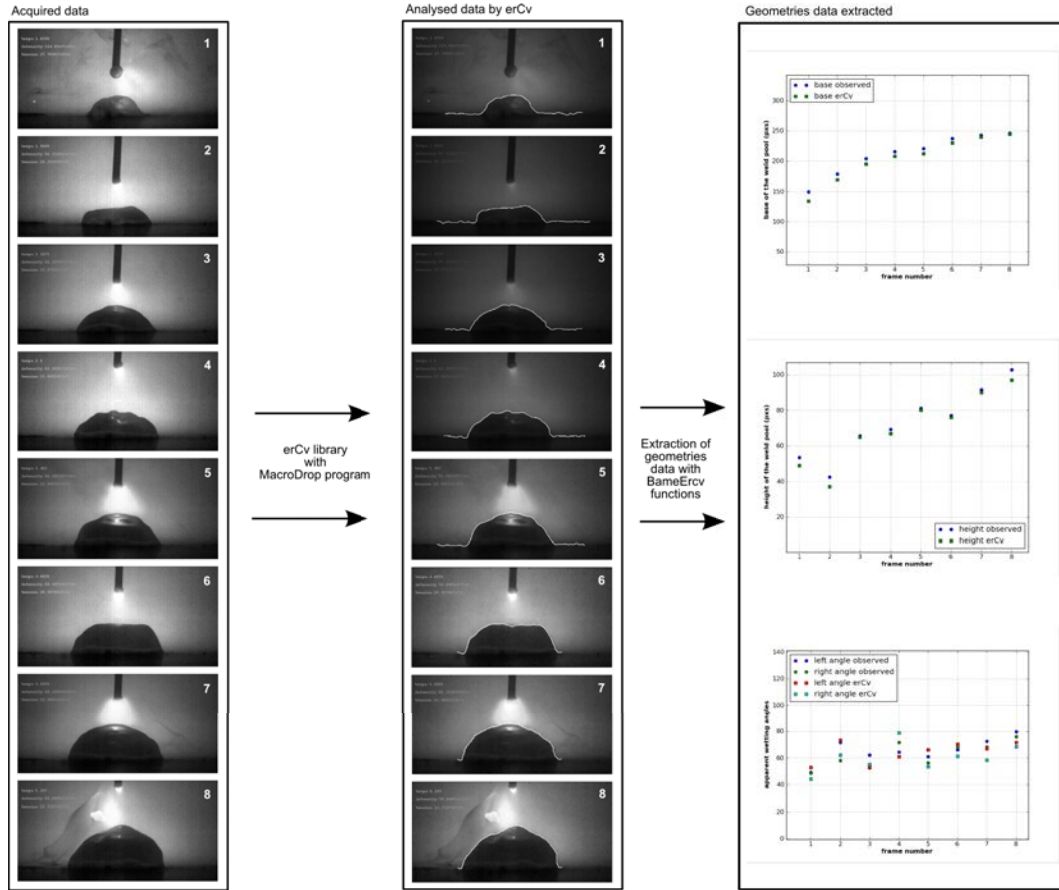 Acquired data
Analysed data by erCv
Geometries data extracted
1
2
3
4
5
6
7
8
erCv library
with
MacroDrop program
1
2
3
4
5
6
7
8
Extraction of
geometries
data with
BameErcv
functions
base observed
base erCv
base of the weld pool (pxs)
300
250
200
150
100
50
1 2 3 4 5 6 7 8
frame number
height of the weld pool (pxs)
100
80
60
40
20
height observed
height erCv
1 2 3 4 5 6 7 8
frame number
left angle observed
right angle observed
left angle erCv
right angle erCv
apparent wetting angles
140
120
100
80
60
40
20
0
1 2 3 4 5 6 7 8
frame number